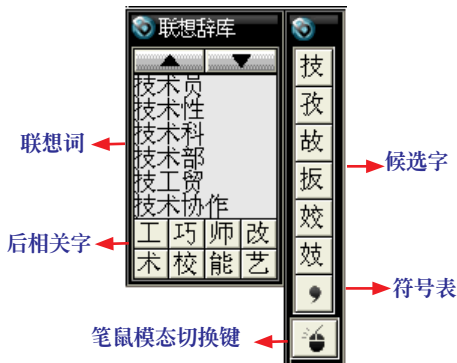 联想辞库
技术员
技术性
技术科
技术部
技工贸
技术协作
工 巧 师 改
术 校 能 艺
技
孜
故
扳
姣
妓
,
联想词
后相关字
候选字
符号表
笔鼠模态切换键